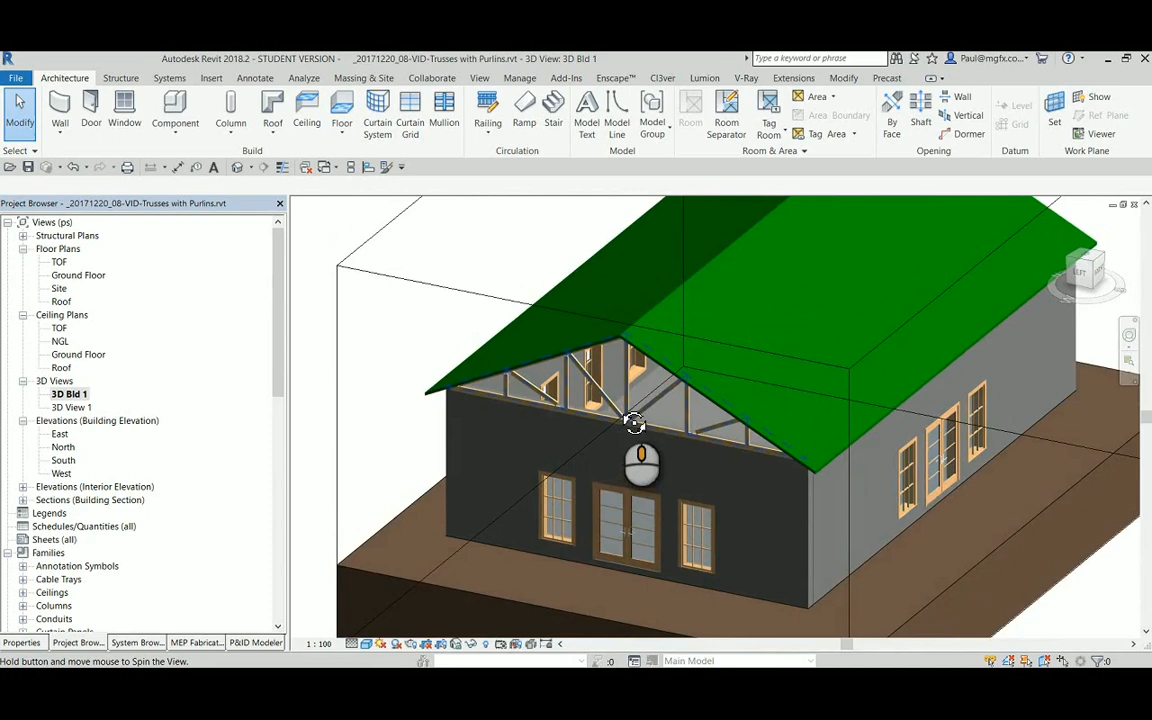 Autodesk Revit 2018.2 - STUDENT VERSION - _20171220_08-VID-Trusses with Purlins.rvt - 3D View: 3D Bld 1
Type a keyword or phrase
Paul@mgfx.co...
File Architecture Structure Systems Insert Annotate Analyze Massing & Site Collaborate View Manage Add-Ins Enscape™ CI3ver Lumion V-Ray Extensions Modify Precast
Modify Wall Door Window Component Column Roof Ceiling Floor Curtain System Curtain Grid Mullion Railing Ramp Stair Model Text Model Line Model Group Room Room Separator Tag Room Area Area Boundary Tag Area By Face Shaft Wall Vertical Dormer Level Grid Set Show Ref Plane Viewer
Select Build Circulation Model Room & Area Opening Datum Work Plane
Project Browser - _20171220_08-VID-Trusses with Purlins.rvt
Views (ps)
Structural Plans
Floor Plans
TOF
Ground Floor
Site
Roof
Ceiling Plans
TOF
NGL
Ground Floor
Roof
3D Views
3D Bld 1
3D View 1
Elevations (Building Elevation)
East
North
South
West
Elevations (Interior Elevation)
Sections (Building Section)
Legends
Schedules/Quantities (all)
Sheets (all)
Families
Annotation Symbols
Cable Trays
Ceilings
Columns
Conduits
LEFT
Properties Project Brow... System Brow... MEP Fabricat... P&ID Modeler
1 : 100
Hold button and move mouse to Spin the View.
:0
Main Model
:0